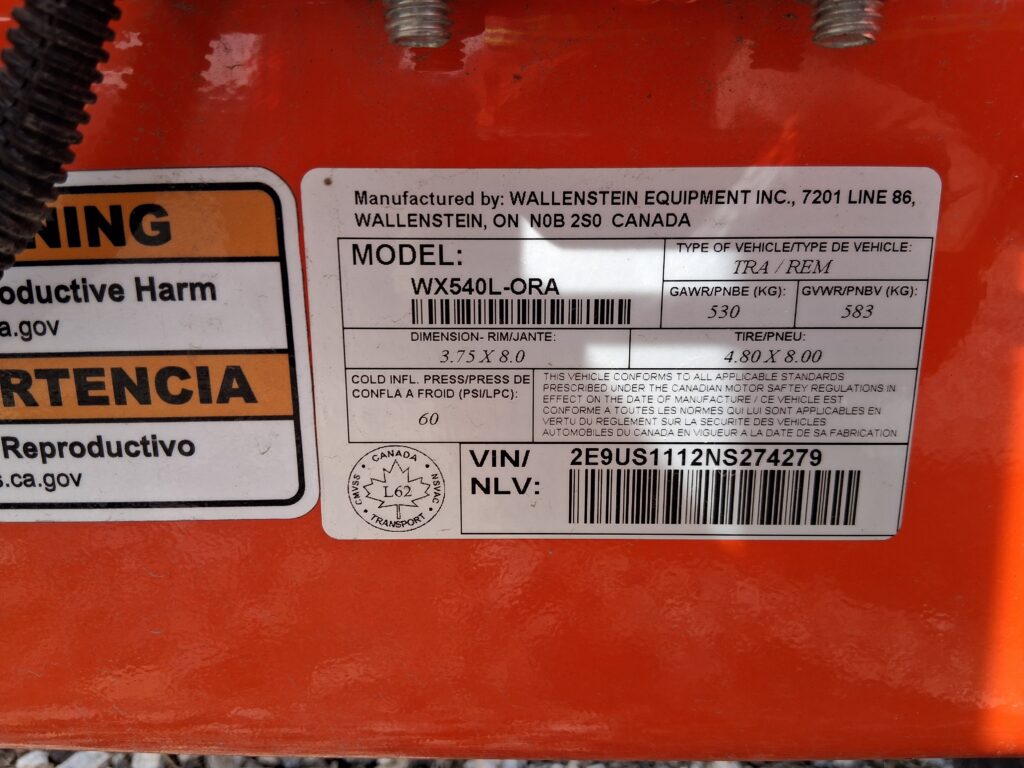 NING
oductive Harm
a.gov
RTENCIA
Reproductivo
s.ca.gov
Manufactured by: WALLENSTEIN EQUIPMENT INC., 7201 LINE 86,
WALLENSTEIN, ON N0B 2S0 CANADA
MODEL:
WX540L-ORA
TYPE OF VEHICLE/TYPE DE VEHICULE:
TRA / REM
GAWR/PNBE (KG):
530
GVWR/PNBV (KG):
583
DIMENSION- RIM/JANTE:
3.75 X 8.0
TIRE/PNEU:
4.80 X 8.00
COLD INFL. PRESS/PRESS DE
CONFLA A FROID (PSI/LPC):
60
THIS VEHICLE CONFORMS TO ALL APPLICABLE STANDARDS
PRESCRIBED UNDER THE CANADIAN MOTOR SAFTEY REGULATIONS IN
EFFECT ON THE DATE OF MANUFACTURE / CE VEHICLE EST
CONFORME A TOUTES LES NORMES QUI LUI SONT APPLICABLES EN
VERTU DU REGLEMENT SUR LA SECURITE DES VEHICLES
AUTOMOBILES DU CANADA EN VIGUEUR A LA DATE DE SA FABRICATION.
CANADA
CMVSS
NSVAC
L62
TRANSPORT
VIN/
NLV:
2E9US1112NS274279